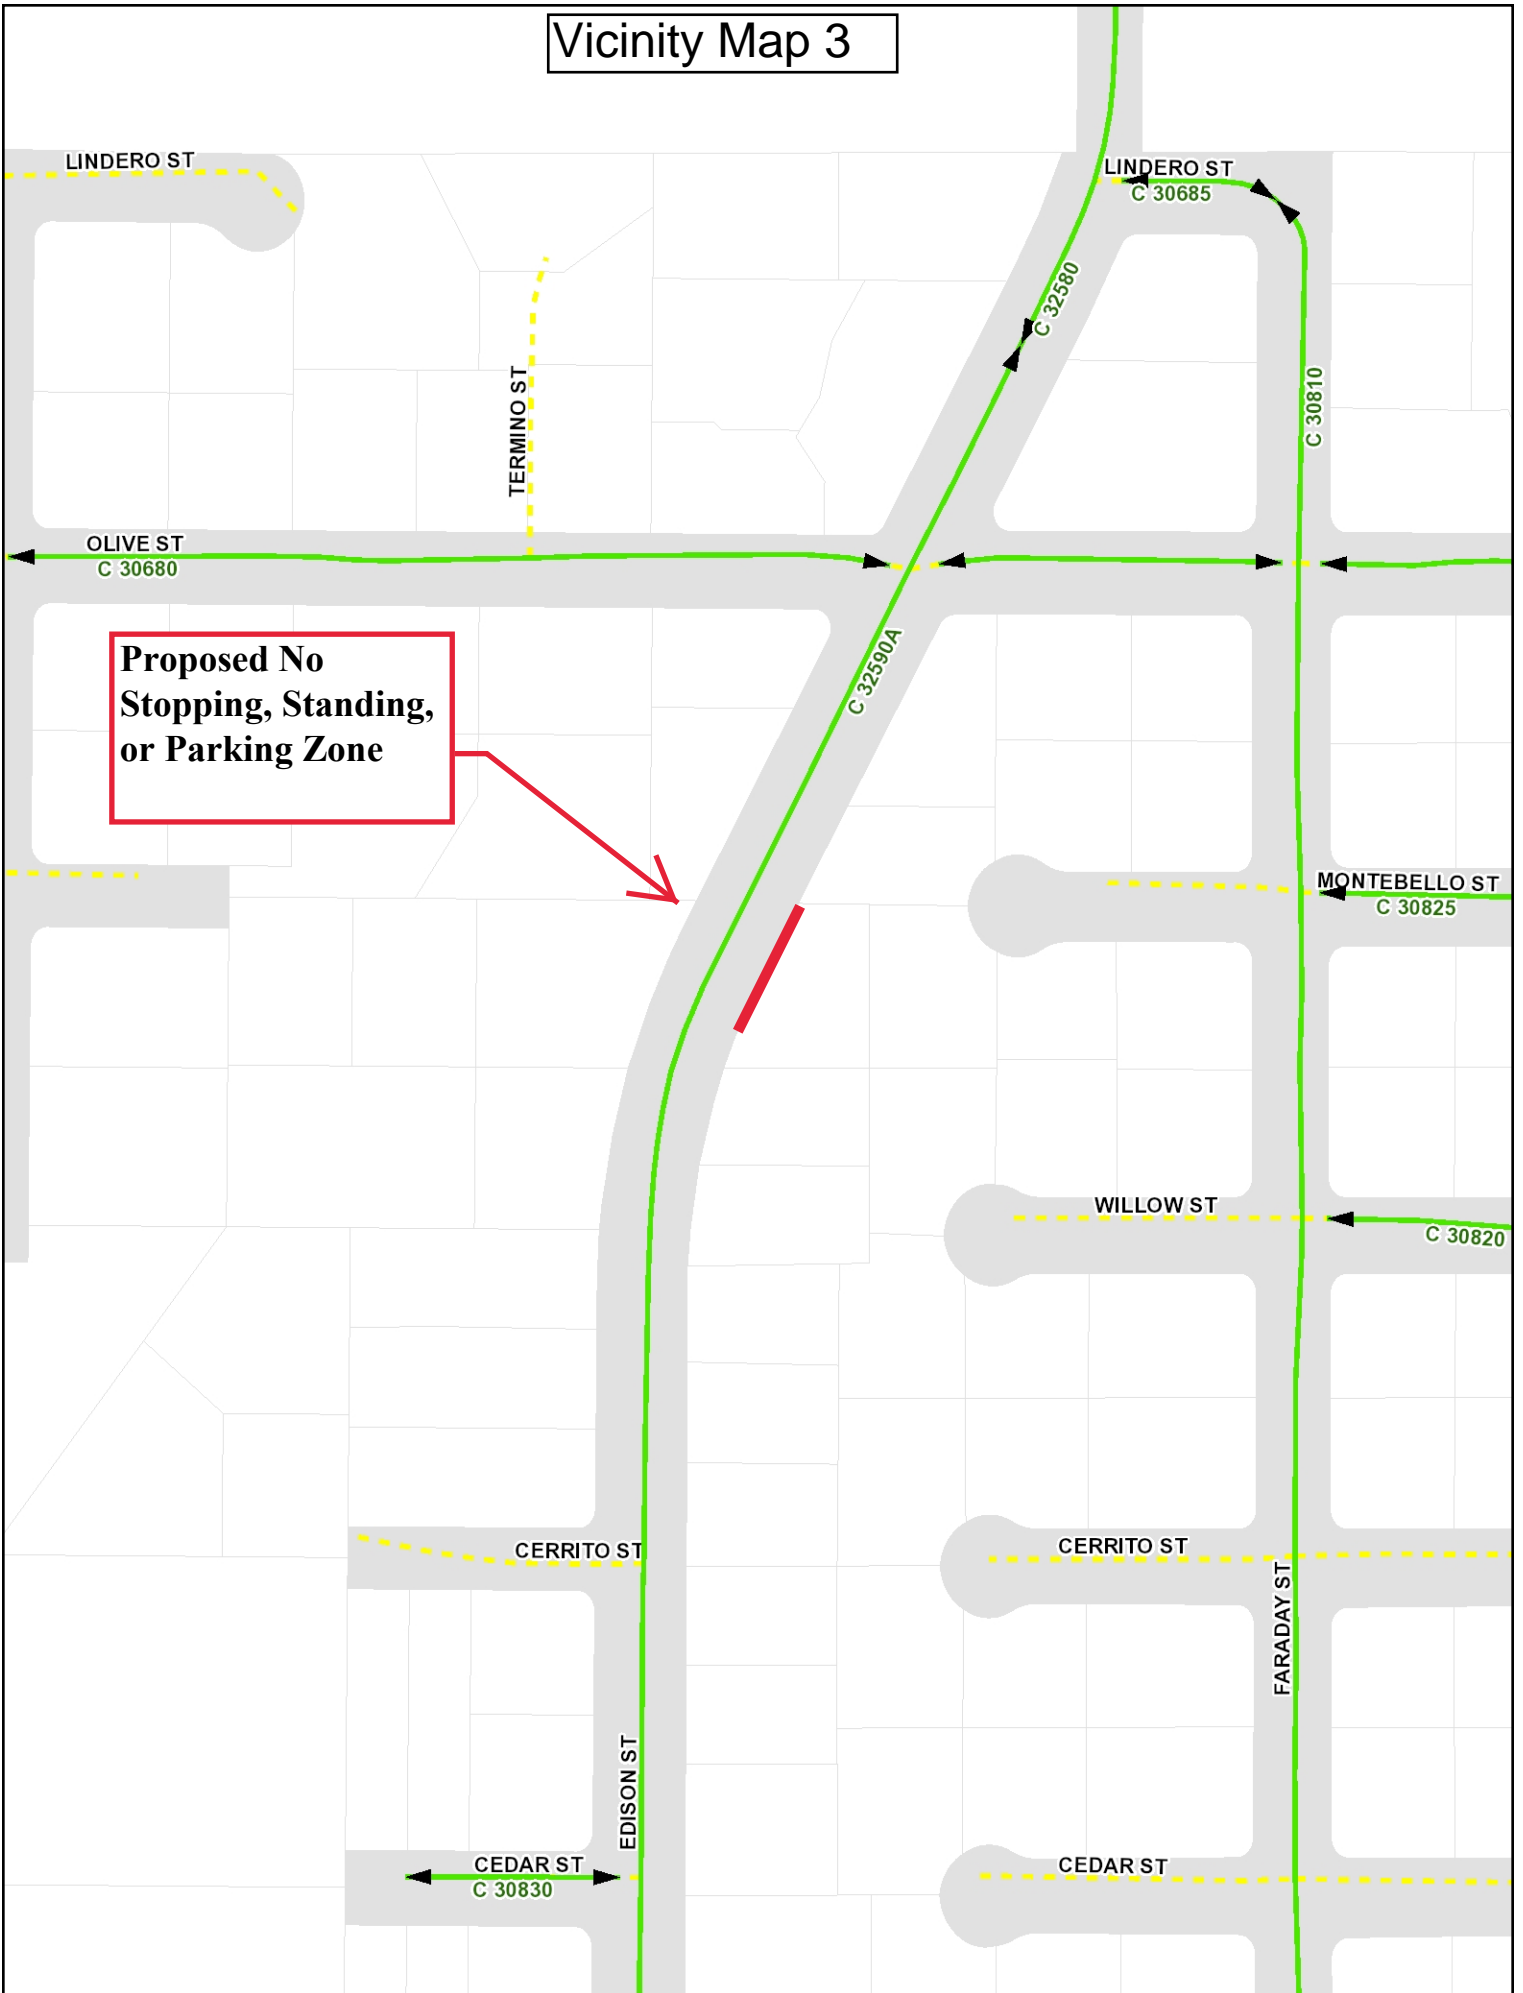 Vicinity Map 3
LINDERO ST
LINDERO ST
C 30685
C 32580
C 30810
TERMINO ST
OLIVE ST
C 30680
Proposed No
Stopping, Standing,
or Parking Zone
C 32590A
MONTEBELLO ST
C 30825
WILLOW ST
C 30820
CERRITO ST
CERRITO ST
FARADAY ST
EDISON ST
CEDAR ST
C 30830
CEDAR ST